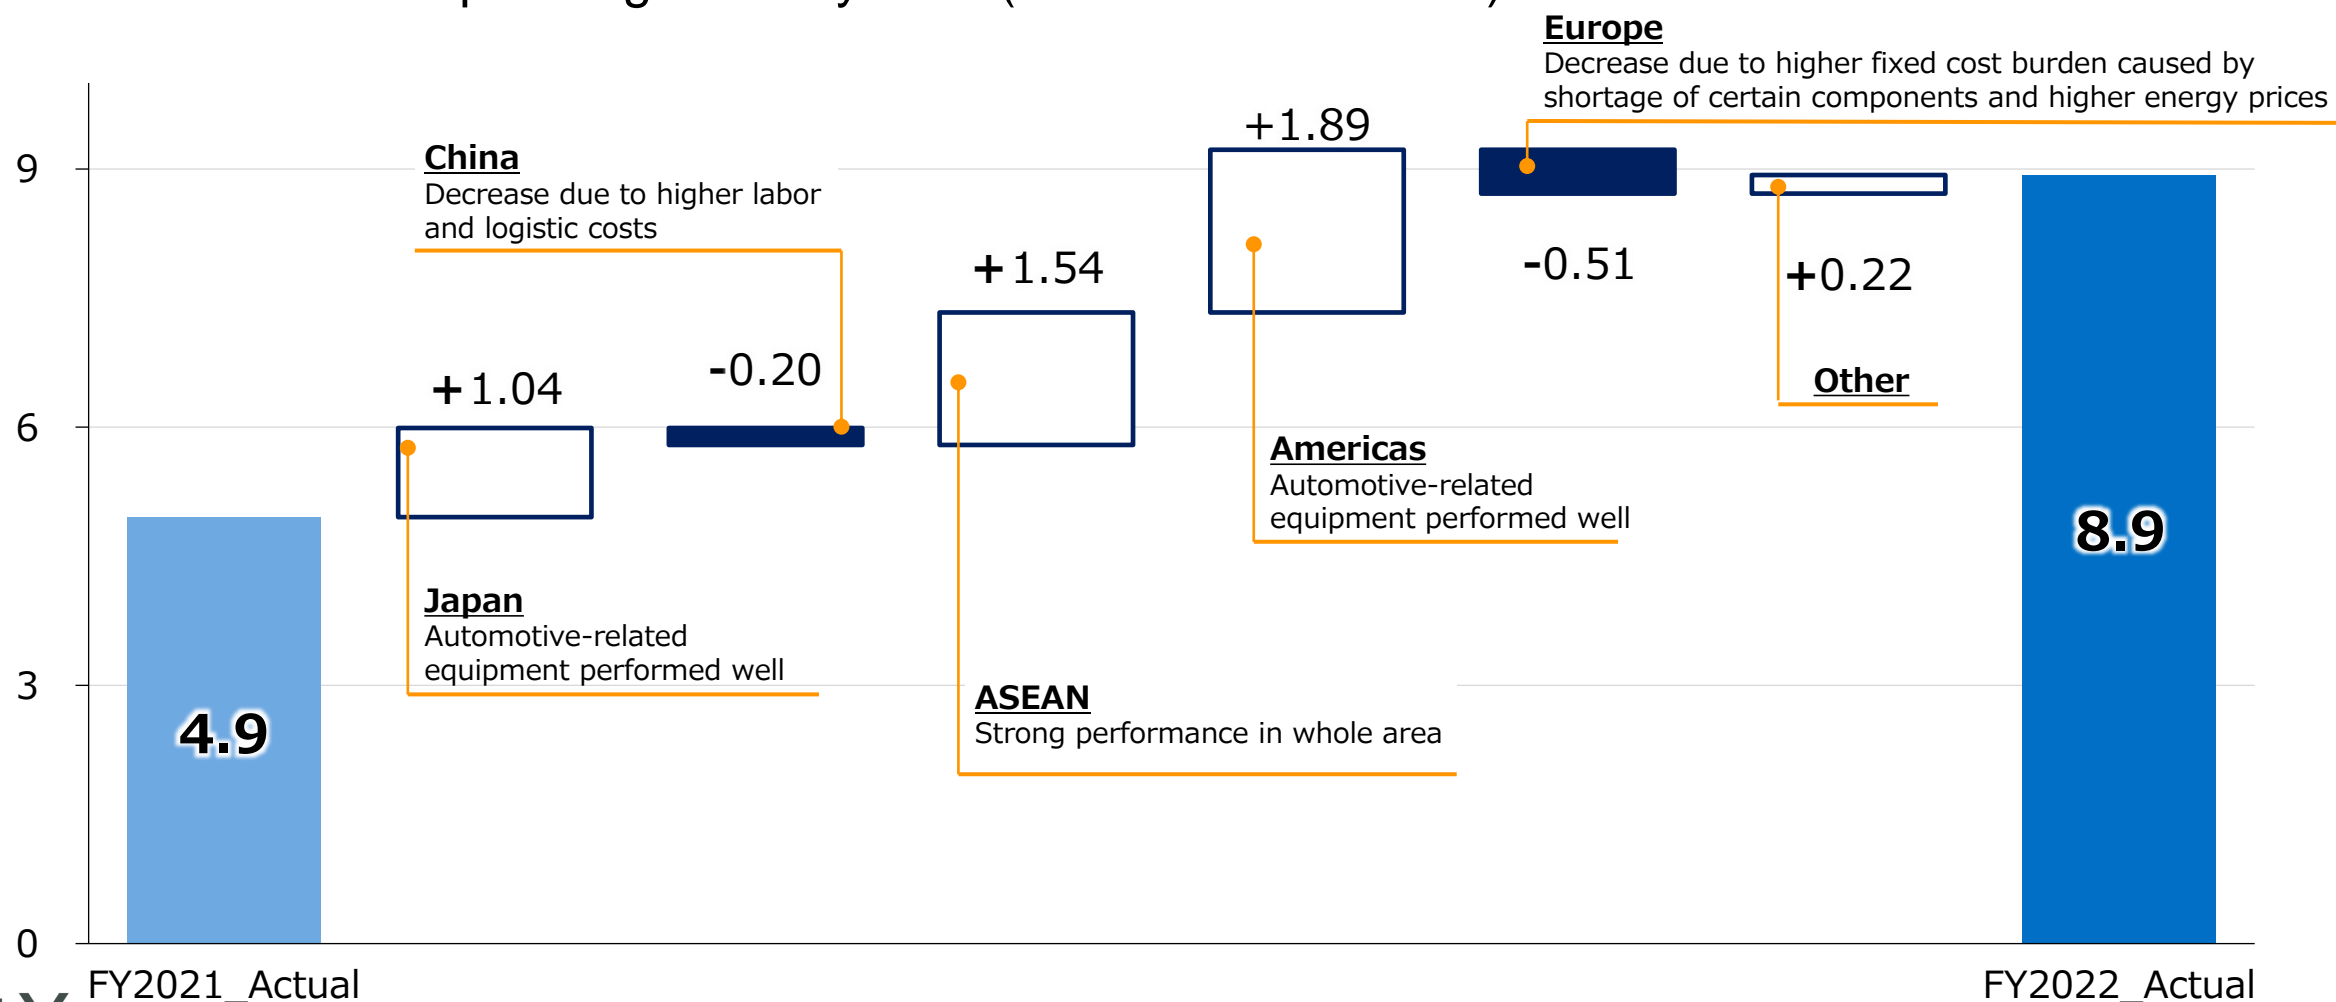 Europe
Decrease due to higher fixed cost burden caused by
shortage of certain components and higher energy prices
+1.89
9
China
Decrease due to higher labor
and logistic costs
+1.54
-0.51
+0.22
-0.20
+1.04
Other
6
Americas
Automotive-related
equipment performed well
8.9
Japan
Automotive-related
equipment performed well
3
ASEAN
Strong performance in whole area
4.9
0
FY2021_Actual
FY2022_Actual